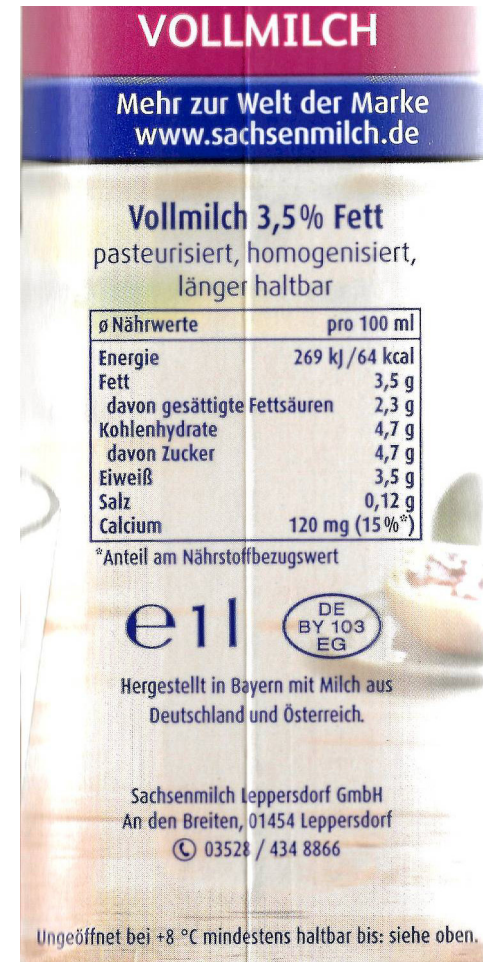 VOLLMILCH
Mehr zur Welt der Marke
www.sachsenmilch.de
Vollmilch 3,5% Fett
pasteurisiert, homogenisiert,
länger haltbar
ø Nährwerte pro 100 ml
Energie 269 kJ/64 kcal
Fett 3,5 g
davon gesättigte Fettsäuren 2,3 g
Kohlenhydrate 4,7 g
davon Zucker 4,7 g
Eiweiß 3,5 g
Salz 0,12 g
Calcium 120 mg (15%*)
*Anteil am Nährstoffbezugswert
e 1 l
DE
BY 103
EG
Hergestellt in Bayern mit Milch aus
Deutschland und Österreich.
Sachsenmilch Leppersdorf GmbH
An den Breiten, 01454 Leppersdorf
03528 / 434 8866
Ungeöffnet bei +8 °C mindestens haltbar bis: siehe oben.